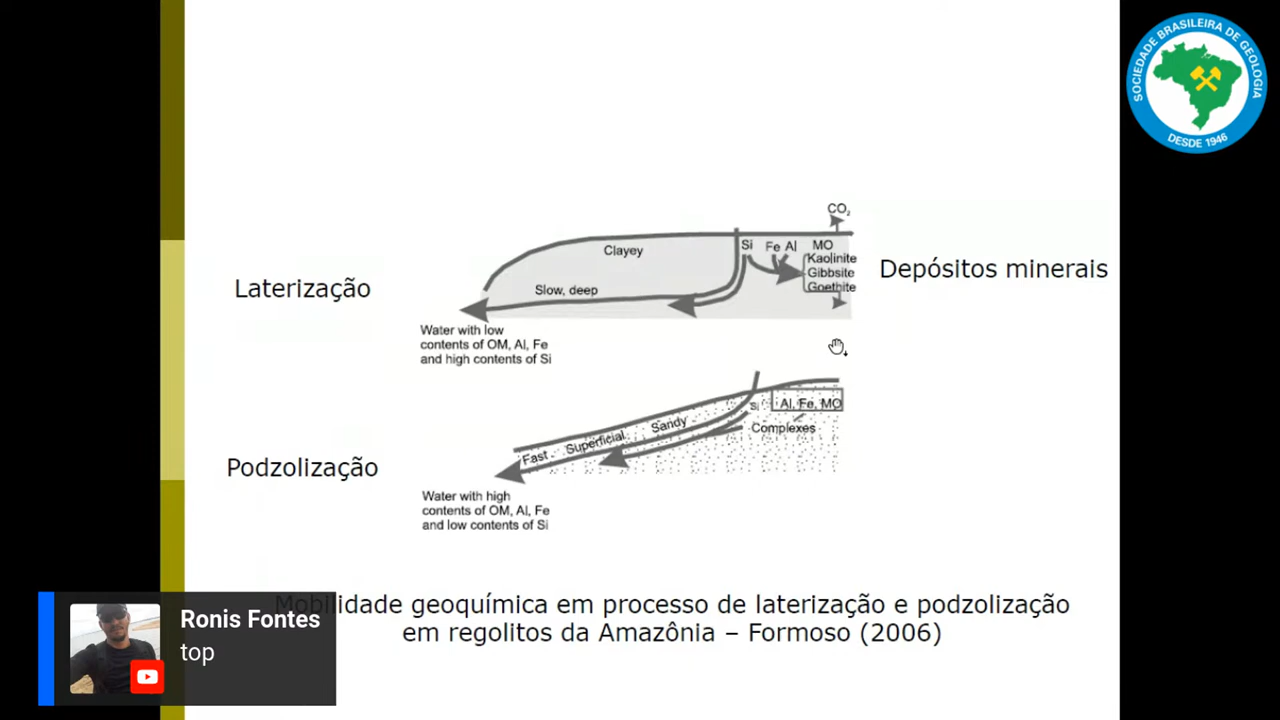 SOCIEDADE BRASILEIRA DE GEOLOGIA
DESDE 1946
CO₂
Clayey
Si Fe Al MO
Kaolinite
Gibbsite
Goethite
Depósitos minerais
Laterização
Slow, deep
Water with low
contents of OM, Al, Fe
and high contents of Si
Si Al, Fe, MO
Complexes
Fast Superficial Sandy
Podzolização
Water with high
contents of OM, Al, Fe
and low contents of Si
Mobilidade geoquímica em processo de laterização e podzolização
em regolitos da Amazônia – Formoso (2006)
Ronis Fontes
top